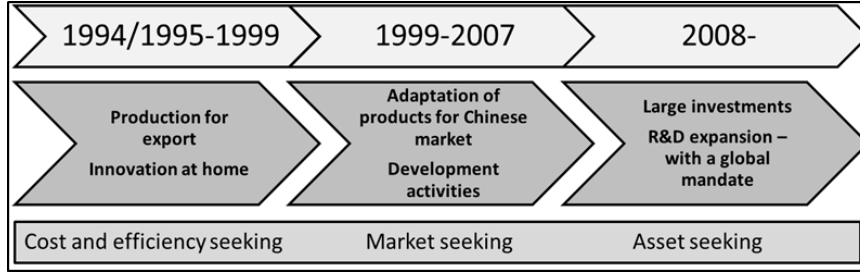 1994/1995-1999
1999-2007
2008-
Production for
export
Innovation at home
Adaptation of
products for Chinese
market
Development
activities
Large investments
R&D expansion –
with a global
mandate
Cost and efficiency seeking
Market seeking
Asset seeking